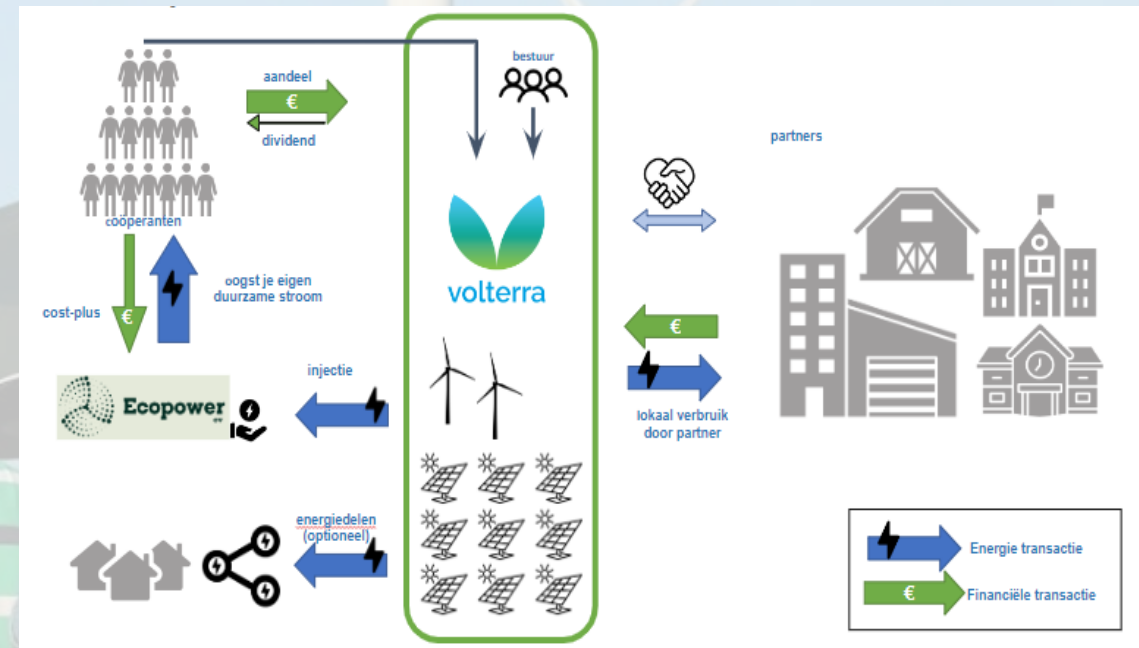 bestuur
aandeel
€
dividend
partners
coöperanten
oogst je eigen
duurzame stroom
cost-plus
€
volterra
€
injectie
Ecopower
lokaal verbruik
door partner
energiedelen
(optioneel)
Energie transactie
€
Financiële transactie